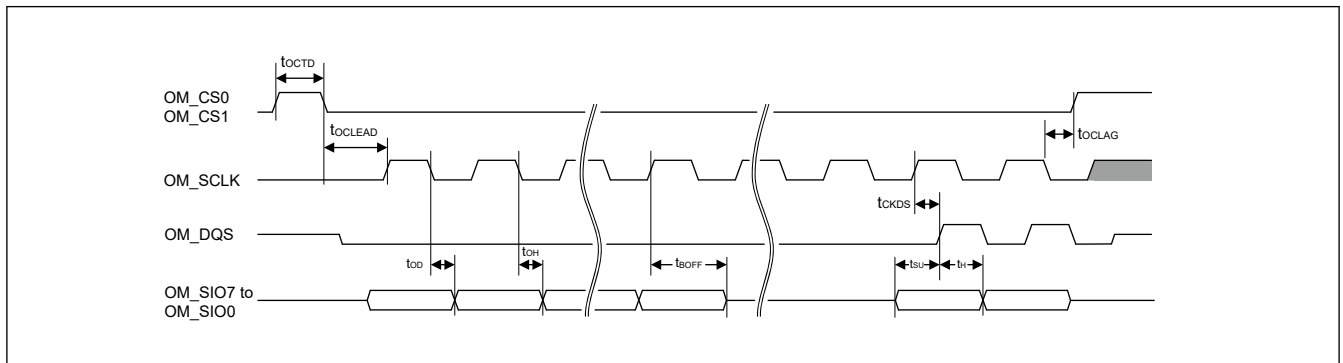 tOCTD
OM_CS0
OM_CS1
tOCLEAD
tOCLAG
OM_SCLK
tCKDS
OM_DQS
tOD
tOH
tBOFF
tSU
tH
OM_SIO7 to
OM_SIO0